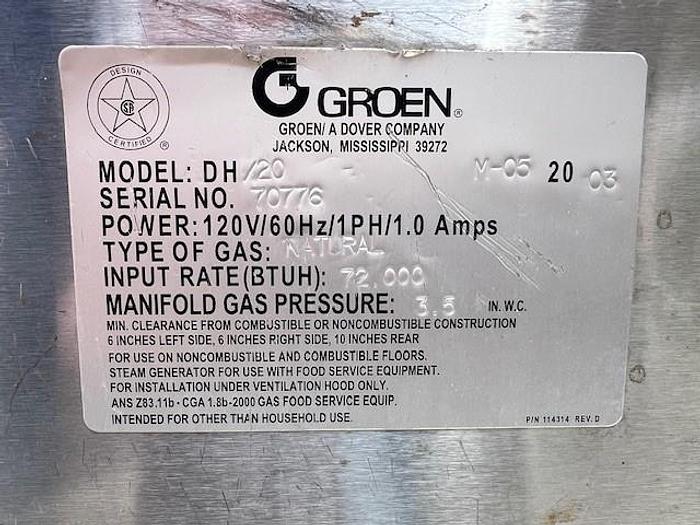 DESIGN
CSA
CERTIFIED ®
G GROEN®
GROEN/ A DOVER COMPANY
JACKSON, MISSISSIPPI 39272
MODEL: DH/20 - M-05 20 03
SERIAL NO. 70776
POWER: 120V/60Hz/1PH/1.0 Amps
TYPE OF GAS: NATURAL
INPUT RATE(BTUH): 72,000
MANIFOLD GAS PRESSURE: 3.5 IN. W.C.
MIN. CLEARANCE FROM COMBUSTIBLE OR NONCOMBUSTIBLE CONSTRUCTION
6 INCHES LEFT SIDE, 6 INCHES RIGHT SIDE, 10 INCHES REAR
FOR USE ON NONCOMBUSTIBLE AND COMBUSTIBLE FLOORS.
STEAM GENERATOR FOR USE WITH FOOD SERVICE EQUIPMENT.
FOR INSTALLATION UNDER VENTILATION HOOD ONLY.
ANS Z83.11b - CGA 1.8b-2000 GAS FOOD SERVICE EQUIP.
INTENDED FOR OTHER THAN HOUSEHOLD USE.
P/N 114314 REV. D